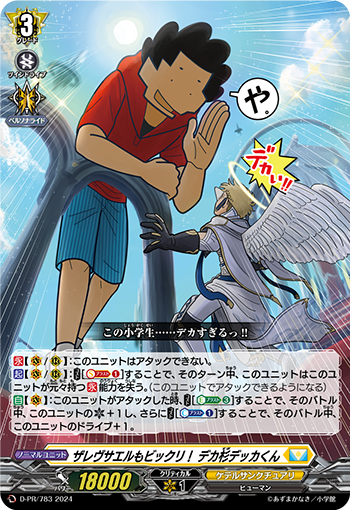 3
グレード
ツインドライブ
ペルソナライド
や。
デカい!!
この小学生……デカすぎるっ!!
永【 / 】:このユニットはアタックできない。
起【 / 】:【 1】することで、そのターン中、このユニットはこのユニットが元々持つ 永 能力を失う。(このユニットでアタックできるようになる)
自【 / 】:このユニットがアタックした時、【 1】することで、そのバトル中、このユニットの +1し、さらに【 1】することで、そのバトル中、このユニットのドライブ+1。
ノーマルユニット
ザレヴサエルもビックリ! デカ杉デッカくん
パワー
18000
クリティカル
1
ケテルサンクチュアリ
ヒューマン
D-PR/783 2024
©あずまかなき/小学館